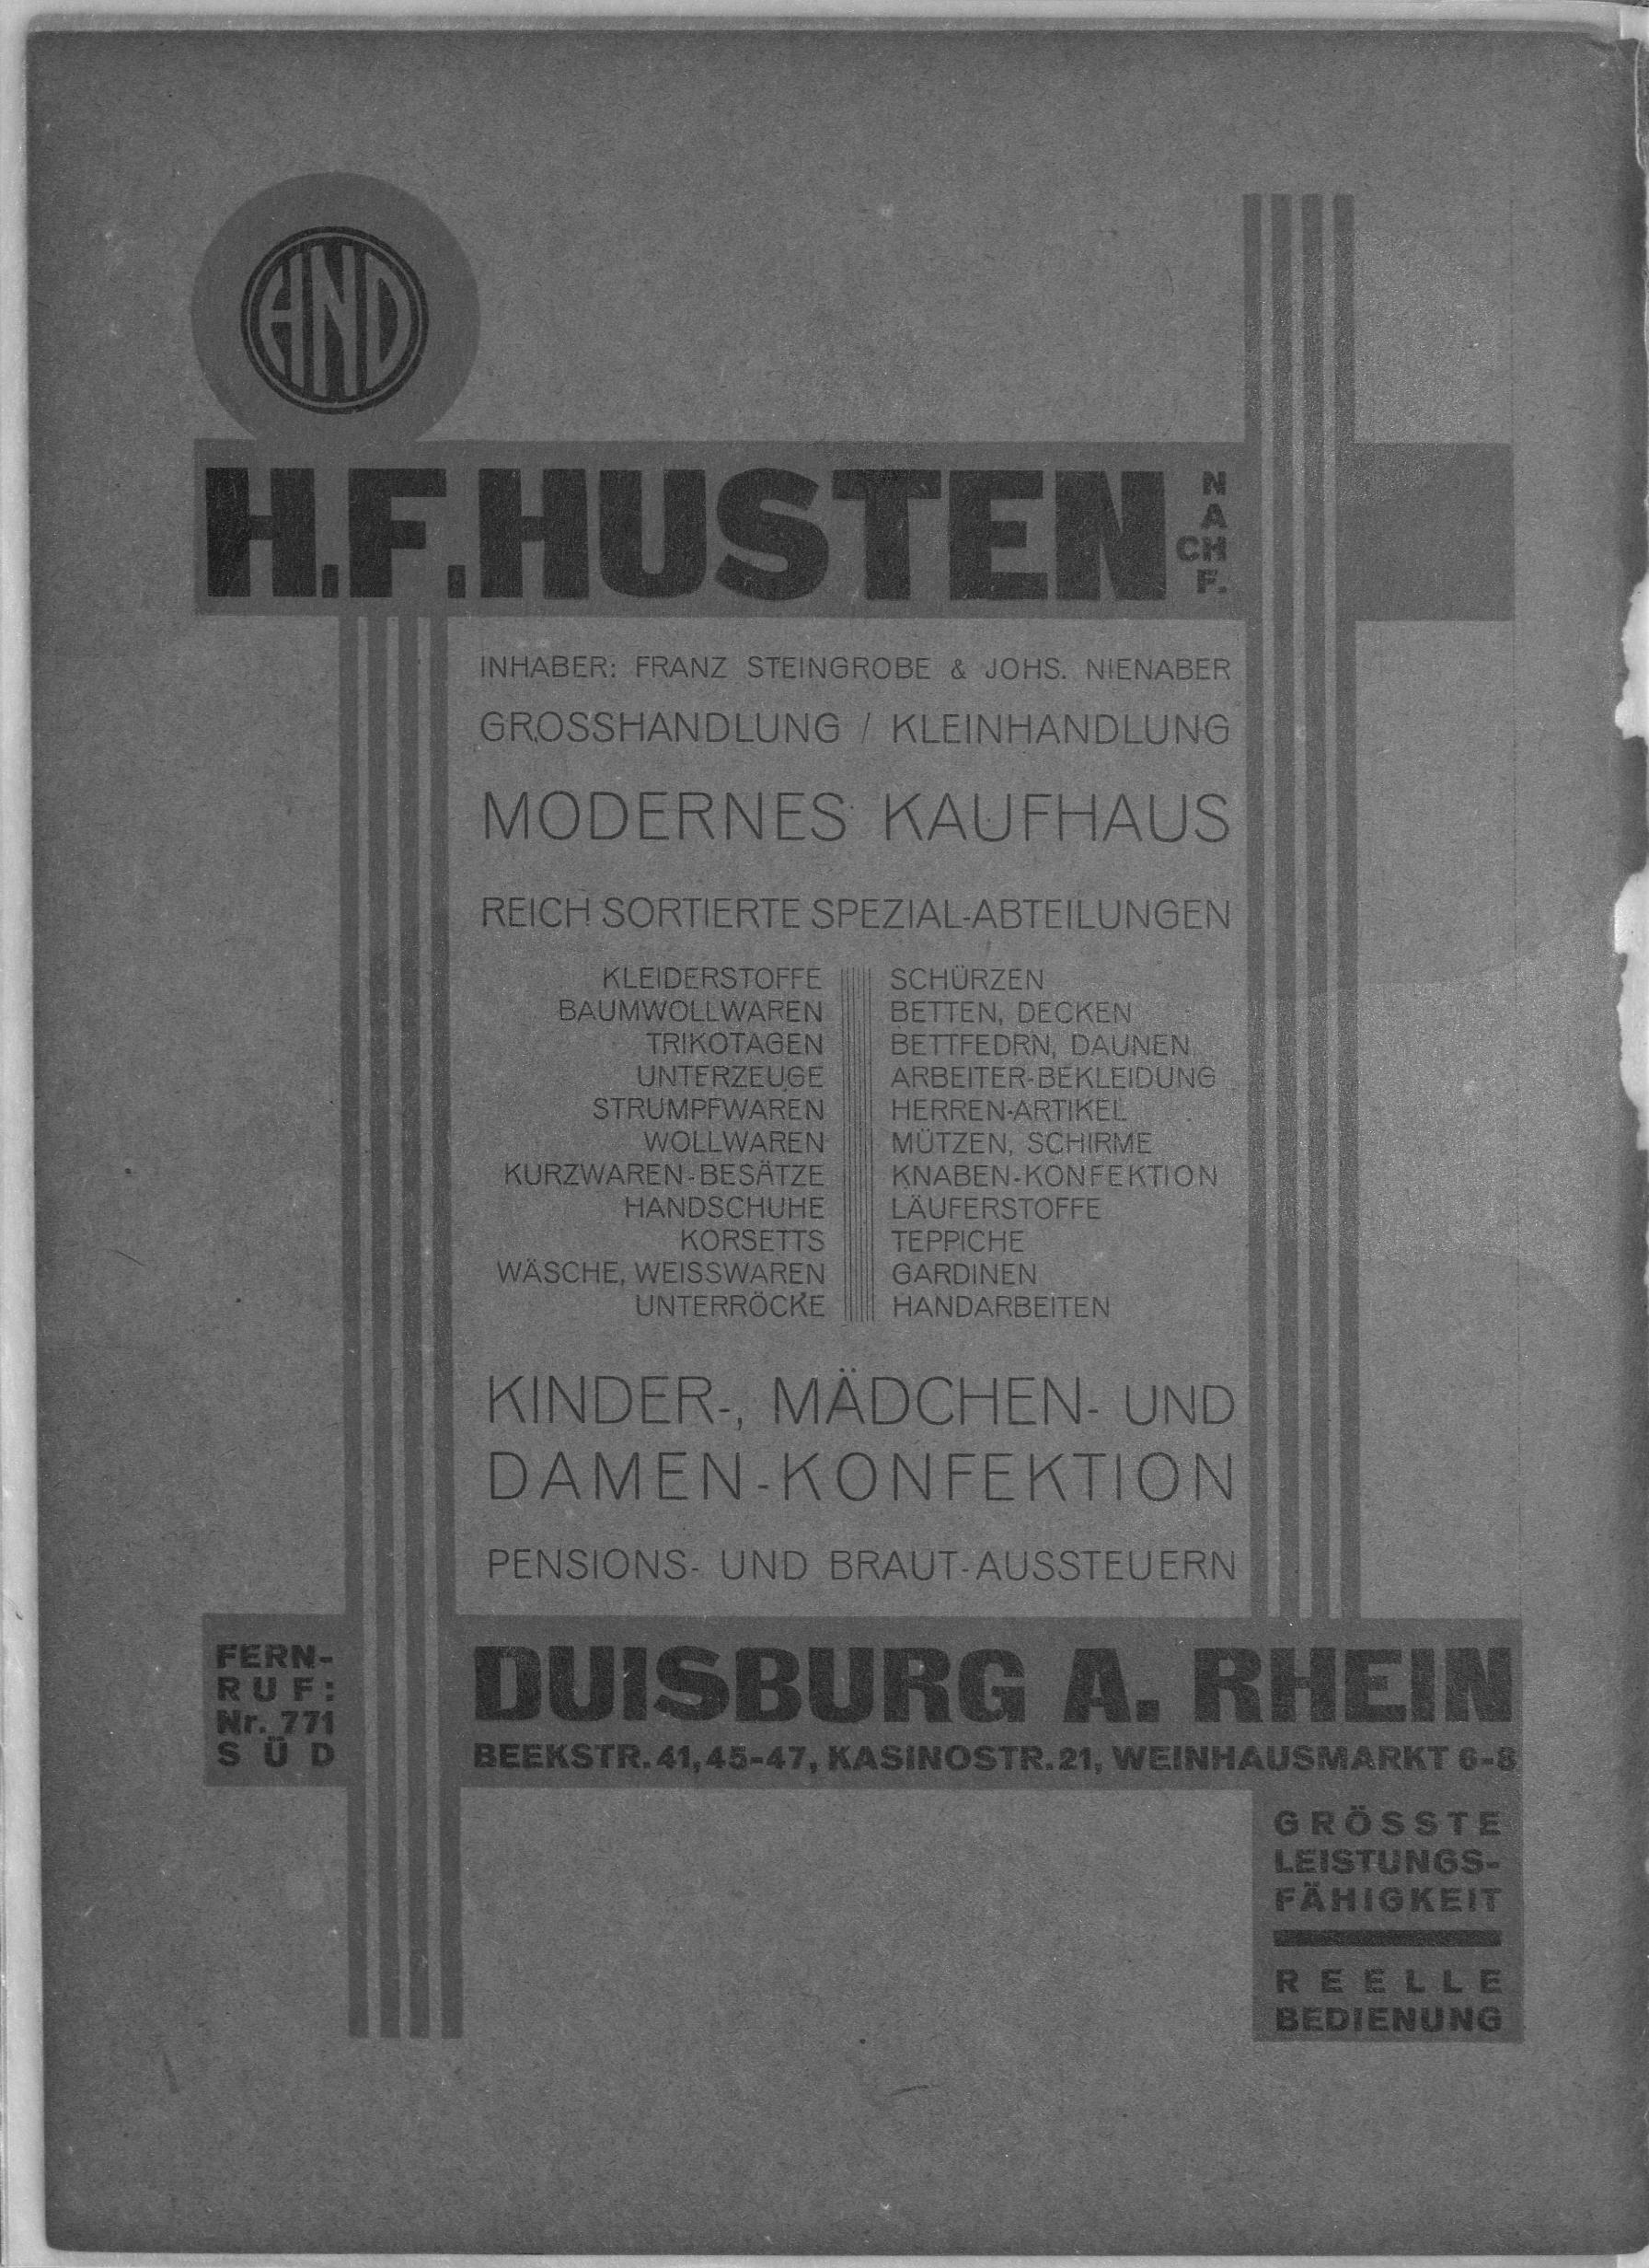 HND
H.F.HUSTEN
NACHF.
INHABER: FRANZ STEINGROBE & JOHS. NIENABER
GROSSHANDLUNG / KLEINHANDLUNG
MODERNES KAUFHAUS
REICH SORTIERTE SPEZIAL-ABTEILUNGEN
KLEIDERSTOFFE
BAUMWOLLWAREN
TRIKOTAGEN
UNTERZEUGE
STRUMPFWAREN
WOLLWAREN
KURZWAREN-BESÄTZE
HANDSCHUHE
KORSETTS
WÄSCHE, WEISSWAREN
UNTERRÖCKE
SCHÜRZEN
BETTEN, DECKEN
BETTFEDRN, DAUNEN
ARBEITER-BEKLEIDUNG
HERREN-ARTIKEL
MÜTZEN, SCHIRME
KNABEN-KONFEKTION
LÄUFERSTOFFE
TEPPICHE
GARDINEN
HANDARBEITEN
KINDER-, MÄDCHEN- UND
DAMEN-KONFEKTION
PENSIONS- UND BRAUT-AUSSTEUERN
FERN-
RUF:
Nr. 771
SÜD
DUISBURG A. RHEIN
BEEKSTR. 41, 45-47, KASINOSTR. 21, WEINHAUSMARKT 6-8
GRÖSSTE
LEISTUNGS-
FÄHIGKEIT
REELLE
BEDIENUNG